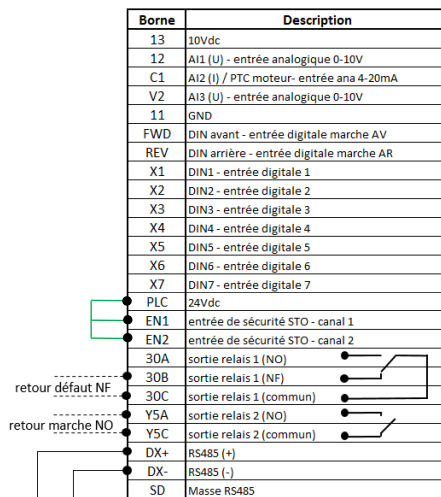 Borne Description
13 10Vdc
12 AI1 (U) - entrée analogique 0-10V
C1 AI2 (I) / PTC moteur- entrée ana 4-20mA
V2 AI3 (U) - entrée analogique 0-10V
11 GND
FWD DIN avant - entrée digitale marche AV
REV DIN arrière - entrée digitale marche AR
X1 DIN1 - entrée digitale 1
X2 DIN2 - entrée digitale 2
X3 DIN3 - entrée digitale 3
X4 DIN4 - entrée digitale 4
X5 DIN5 - entrée digitale 5
X6 DIN6 - entrée digitale 6
X7 DIN7 - entrée digitale 7
PLC 24Vdc
EN1 entrée de sécurité STO - canal 1
EN2 entrée de sécurité STO - canal 2
30A sortie relais 1 (NO)
retour défaut NF
30B sortie relais 1 (NF)
30C sortie relais 1 (commun)
retour marche NO
Y5A sortie relais 2 (NO)
Y5C sortie relais 2 (commun)
DX+ RS485 (+)
DX- RS485 (-)
SD Masse RS485